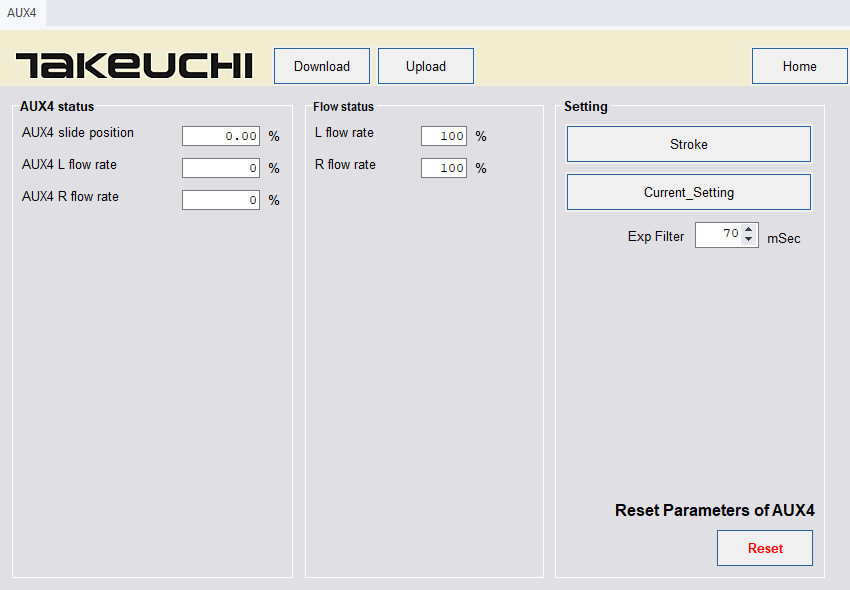 AUX4
TAKEUCHI
Download
Upload
Home
AUX4 status
AUX4 slide position 0.00 %
AUX4 L flow rate 0 %
AUX4 R flow rate 0 %
Flow status
L flow rate 100 %
R flow rate 100 %
Setting
Stroke
Current_Setting
Exp Filter 70 mSec
Reset Parameters of AUX4
Reset